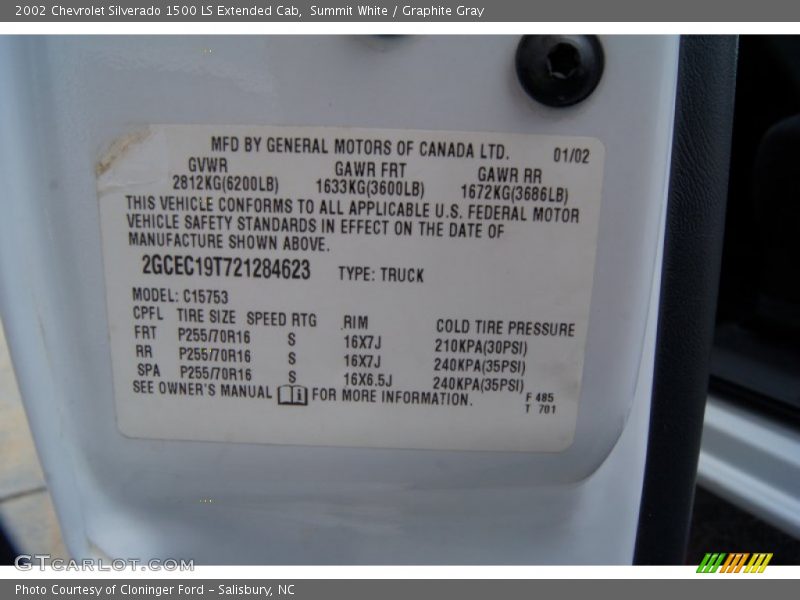 2002 Chevrolet Silverado 1500 LS Extended Cab, Summit White / Graphite Gray
MFD BY GENERAL MOTORS OF CANADA LTD. 01/02
GVWR GAWR FRT GAWR RR
2812KG(6200LB) 1633KG(3600LB) 1672KG(3686LB)
THIS VEHICLE CONFORMS TO ALL APPLICABLE U.S. FEDERAL MOTOR
VEHICLE SAFETY STANDARDS IN EFFECT ON THE DATE OF
MANUFACTURE SHOWN ABOVE.
2GCEC19T721284623 TYPE: TRUCK
MODEL: C15753
CPFL TIRE SIZE SPEED RTG RIM COLD TIRE PRESSURE
FRT P255/70R16 S 16X7J 210KPA(30PSI)
RR P255/70R16 S 16X7J 240KPA(35PSI)
SPA P255/70R16 S 16X6.5J 240KPA(35PSI)
SEE OWNER'S MANUAL i FOR MORE INFORMATION.
F 485
T 701
GTCARLOT.COM
Photo Courtesy of Cloninger Ford - Salisbury, NC